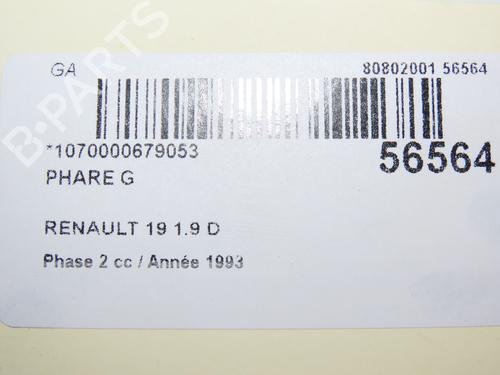 GA 80802001 56564
*1070000679053 56564
PHARE G
RENAULT 19 1.9 D
Phase 2 cc / Année 1993
B-PARTS